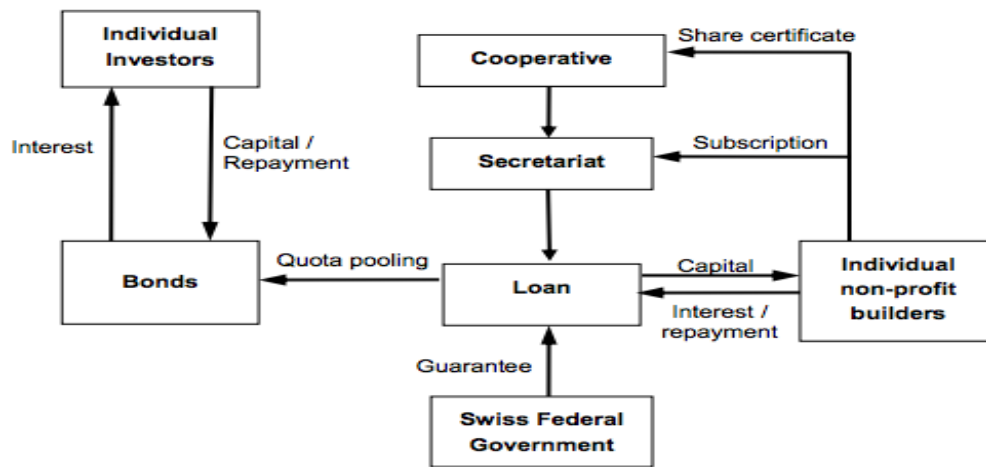 Individual
Investors
Share certificate
Cooperative
Interest
Capital /
Repayment
Subscription
Secretariat
Quota pooling
Bonds
Loan
Capital
Interest /
repayment
Individual
non-profit
builders
Guarantee
Swiss Federal
Government